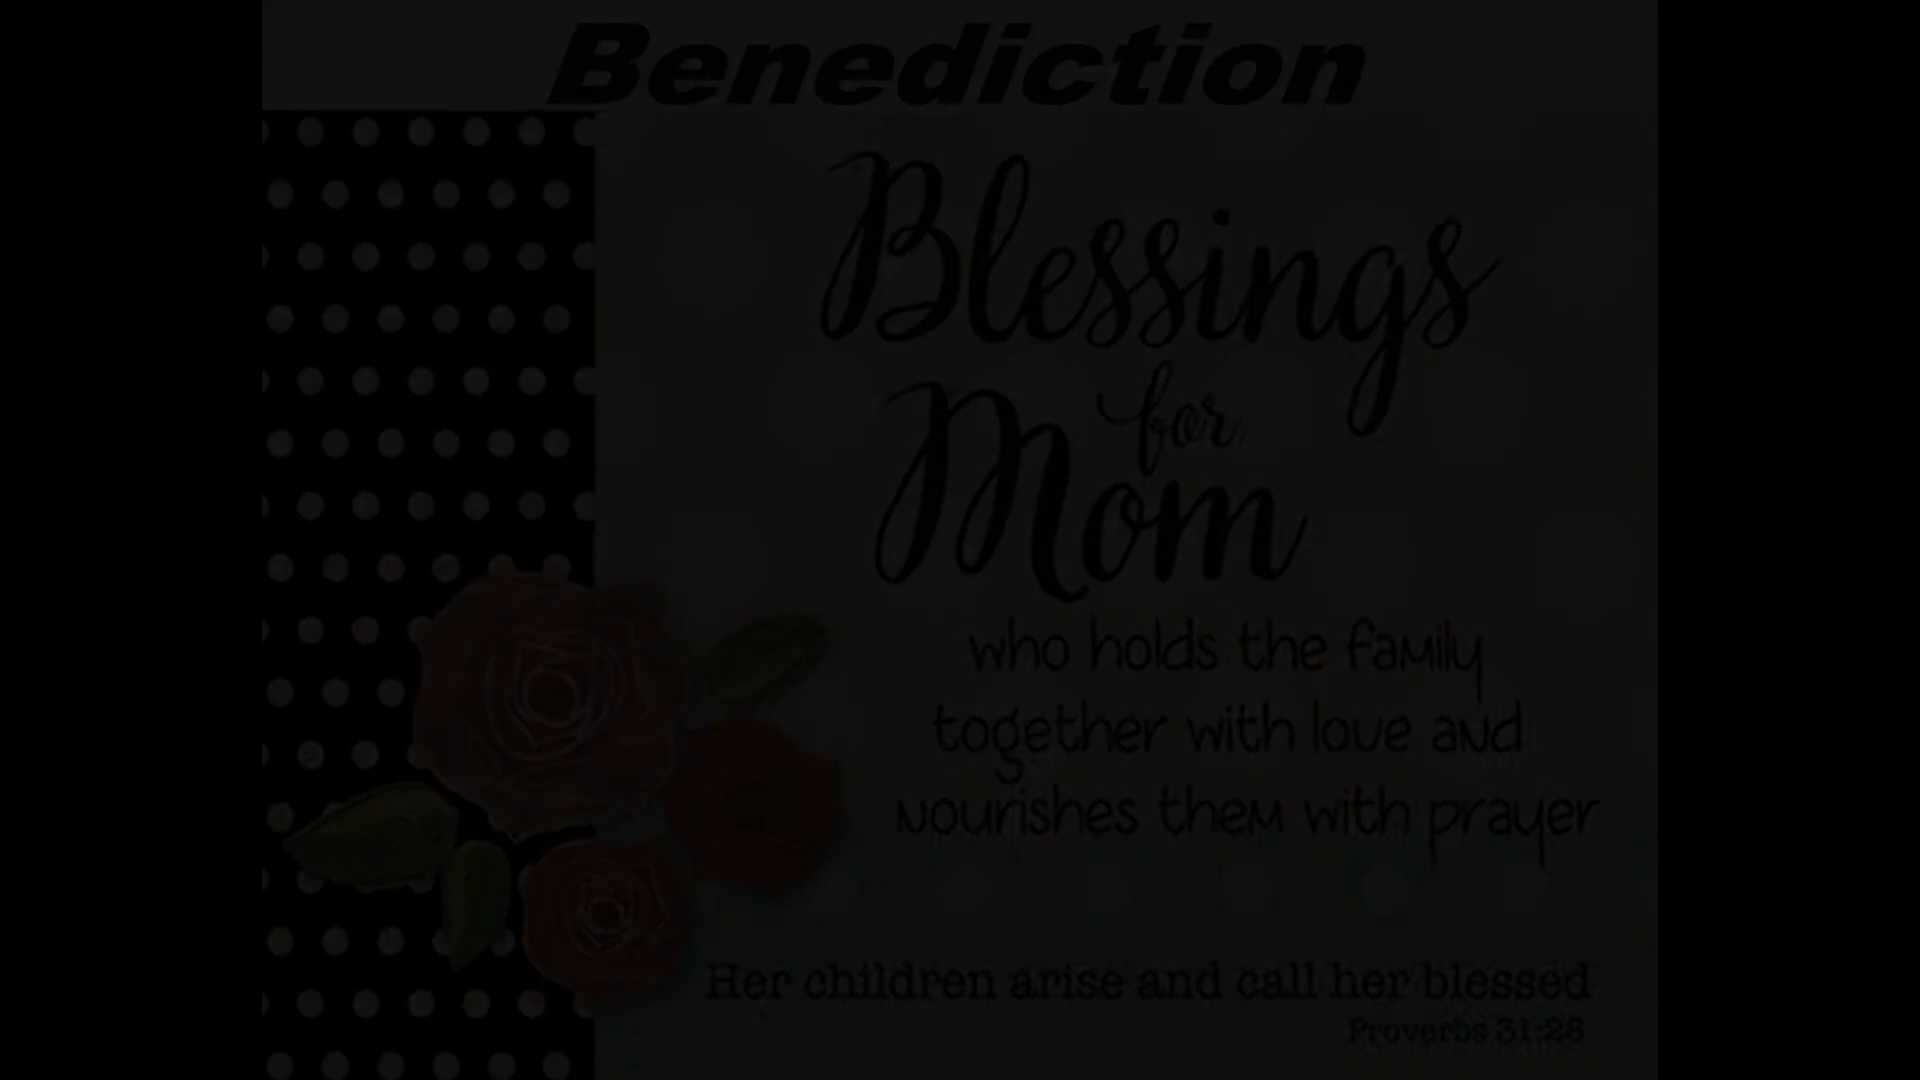 Benediction
Blessings
for
Mom
who holds the family
together with love and
nourishes them with prayer
Her children arise and call her blessed
Proverbs 31:28